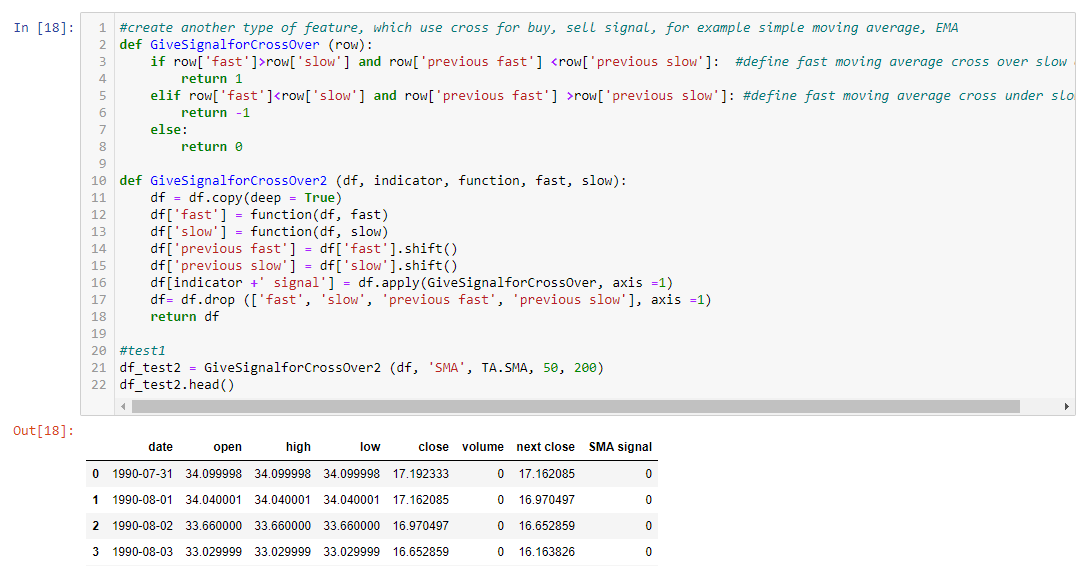 In [18]:
1 #create another type of feature, which use cross for buy, sell signal, for example simple moving average, EMA
2 def GiveSignalforCrossOver (row):
3     if row['fast']>row['slow'] and row['previous fast'] <row['previous slow']:  #define fast moving average cross over slow
4         return 1
5     elif row['fast']<row['slow'] and row['previous fast'] >row['previous slow']: #define fast moving average cross under slo
6         return -1
7     else:
8         return 0
9
10 def GiveSignalforCrossOver2 (df, indicator, function, fast, slow):
11     df = df.copy(deep = True)
12     df['fast'] = function(df, fast)
13     df['slow'] = function(df, slow)
14     df['previous fast'] = df['fast'].shift()
15     df['previous slow'] = df['slow'].shift()
16     df[indicator +' signal'] = df.apply(GiveSignalforCrossOver, axis =1)
17     df= df.drop (['fast', 'slow', 'previous fast', 'previous slow'], axis =1)
18     return df
19
20 #test1
21 df_test2 = GiveSignalforCrossOver2 (df, 'SMA', TA.SMA, 50, 200)
22 df_test2.head()
Out[18]:
date open high low close volume next close SMA signal
0 1990-07-31 34.099998 34.099998 34.099998 17.192333 0 17.162085 0
1 1990-08-01 34.040001 34.040001 34.040001 17.162085 0 16.970497 0
2 1990-08-02 33.660000 33.660000 33.660000 16.970497 0 16.652859 0
3 1990-08-03 33.029999 33.029999 33.029999 16.652859 0 16.163826 0